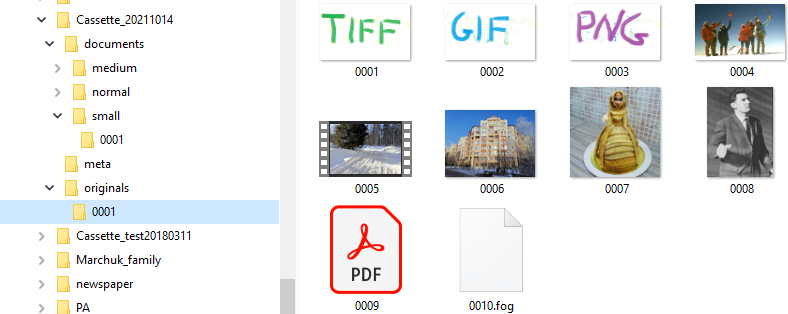 Cassette_20211014
documents
medium
normal
small
0001
meta
originals
0001
Cassette_test20180311
Marchuk_family
newspaper
PA
TIFF GIF PNG
0001 0002 0003 0004
0005 0006 0007 0008
PDF
0009 0010.fog